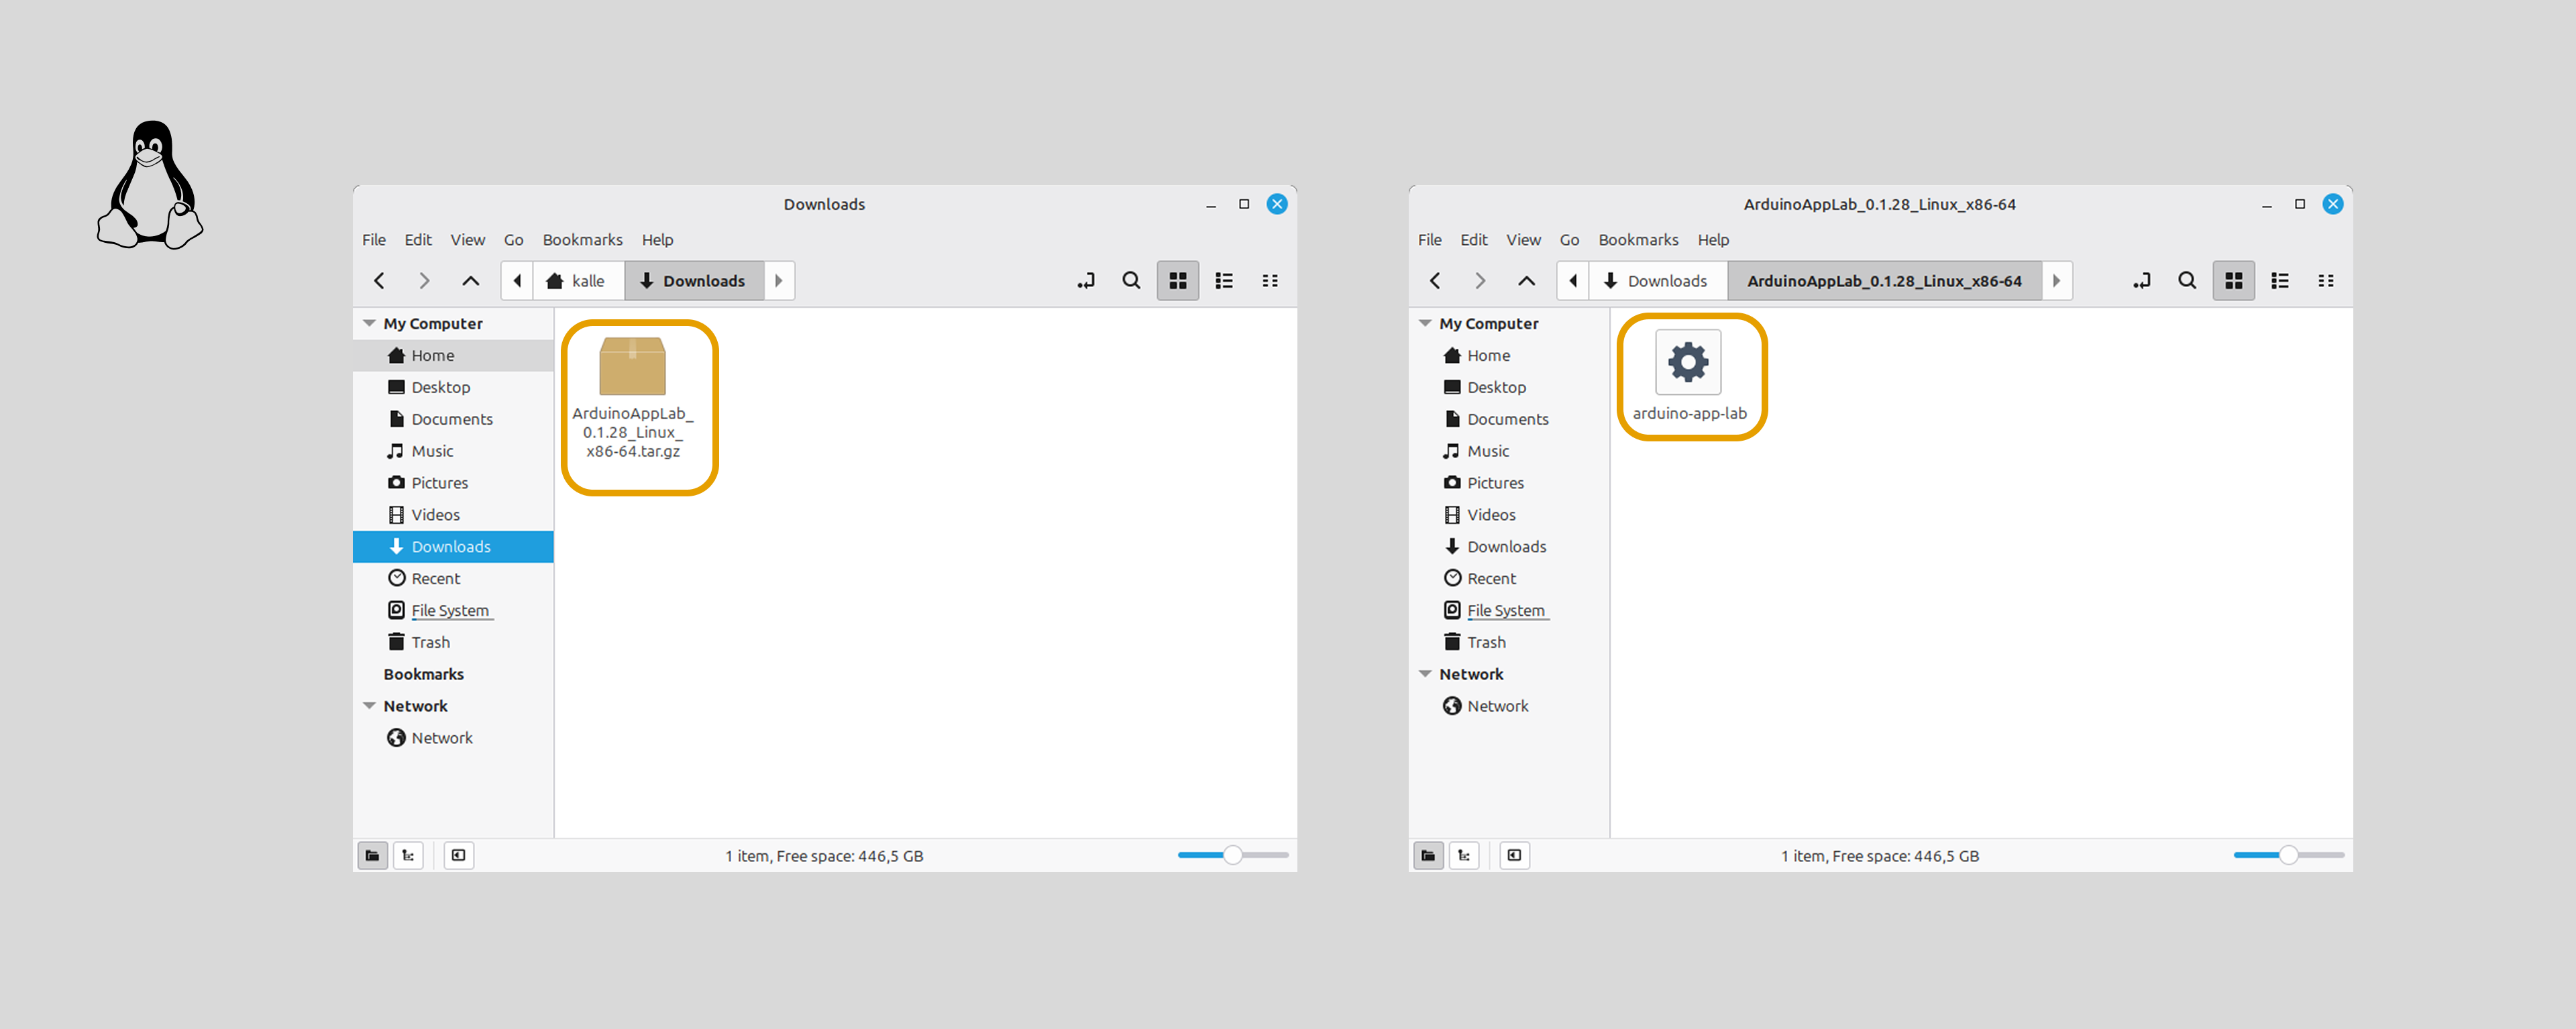 Downloads
File Edit View Go Bookmarks Help
kalle Downloads
My Computer
Home
Desktop
Documents
Music
Pictures
Videos
Downloads
Recent
File System
Trash
Bookmarks
Network
Network
ArduinoAppLab_
0.1.28_Linux_
x86-64.tar.gz
1 item, Free space: 446,5 GB
ArduinoAppLab_0.1.28_Linux_x86-64
File Edit View Go Bookmarks Help
Downloads ArduinoAppLab_0.1.28_Linux_x86-64
My Computer
Home
Desktop
Documents
Music
Pictures
Videos
Downloads
Recent
File System
Trash
Network
Network
arduino-app-lab
1 item, Free space: 446,5 GB